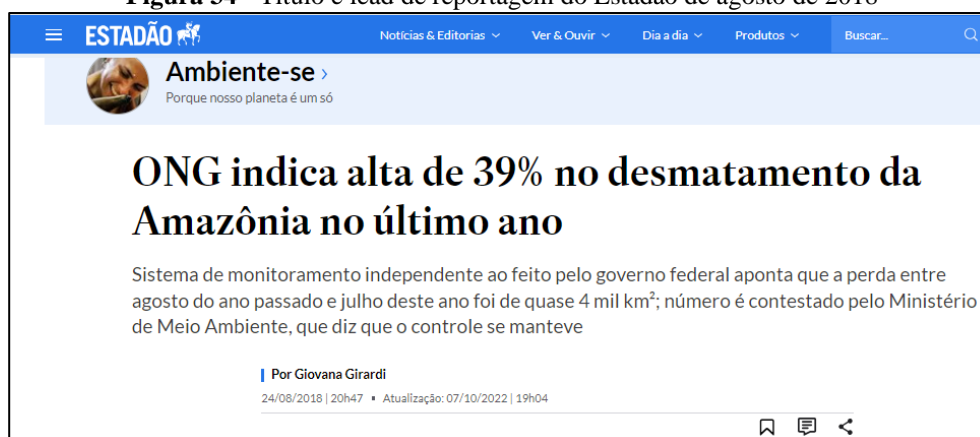 Figura 34 - Título e lead de reportagem do Estadão de agosto de 2018
ESTADÃO Notícias & Editorias Ver & Ouvir Dia a dia Produtos Buscar...
Ambiente-se ›
Porque nosso planeta é um só
ONG indica alta de 39% no desmatamento da
Amazônia no último ano
Sistema de monitoramento independente ao feito pelo governo federal aponta que a perda entre
agosto do ano passado e julho deste ano foi de quase 4 mil km²; número é contestado pelo Ministério
de Meio Ambiente, que diz que o controle se manteve
Por Giovana Girardi
24/08/2018 | 20h47 ▪ Atualização: 07/10/2022 | 19h04